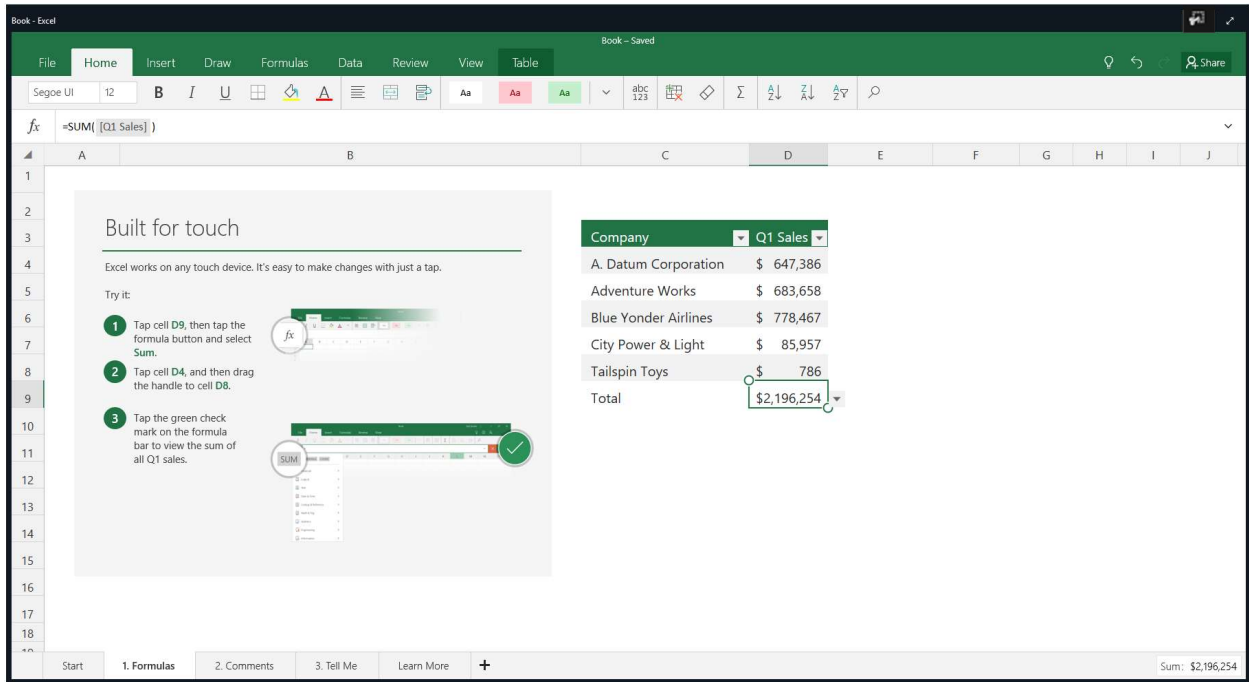 Book - Excel
Book – Saved
File Home Insert Draw Formulas Data Review View Table Share
Segoe UI 12 B I U A Aa Aa Aa abc 123 Σ
fx =SUM( [Q1 Sales] )
A B C D E F G H I J
1
2
3
4
5
6
7
8
9
10
11
12
13
14
15
16
17
18
Built for touch
Excel works on any touch device. It's easy to make changes with just a tap.
Try it:
1 Tap cell D9, then tap the
formula button and select
Sum.
fx
2 Tap cell D4, and then drag
the handle to cell D8.
3 Tap the green check
mark on the formula
bar to view the sum of
all Q1 sales.
SUM
Company Q1 Sales
A. Datum Corporation $ 647,386
Adventure Works $ 683,658
Blue Yonder Airlines $ 778,467
City Power & Light $ 85,957
Tailspin Toys $ 786
Total $2,196,254
Start 1. Formulas 2. Comments 3. Tell Me Learn More +
Sum: $2,196,254